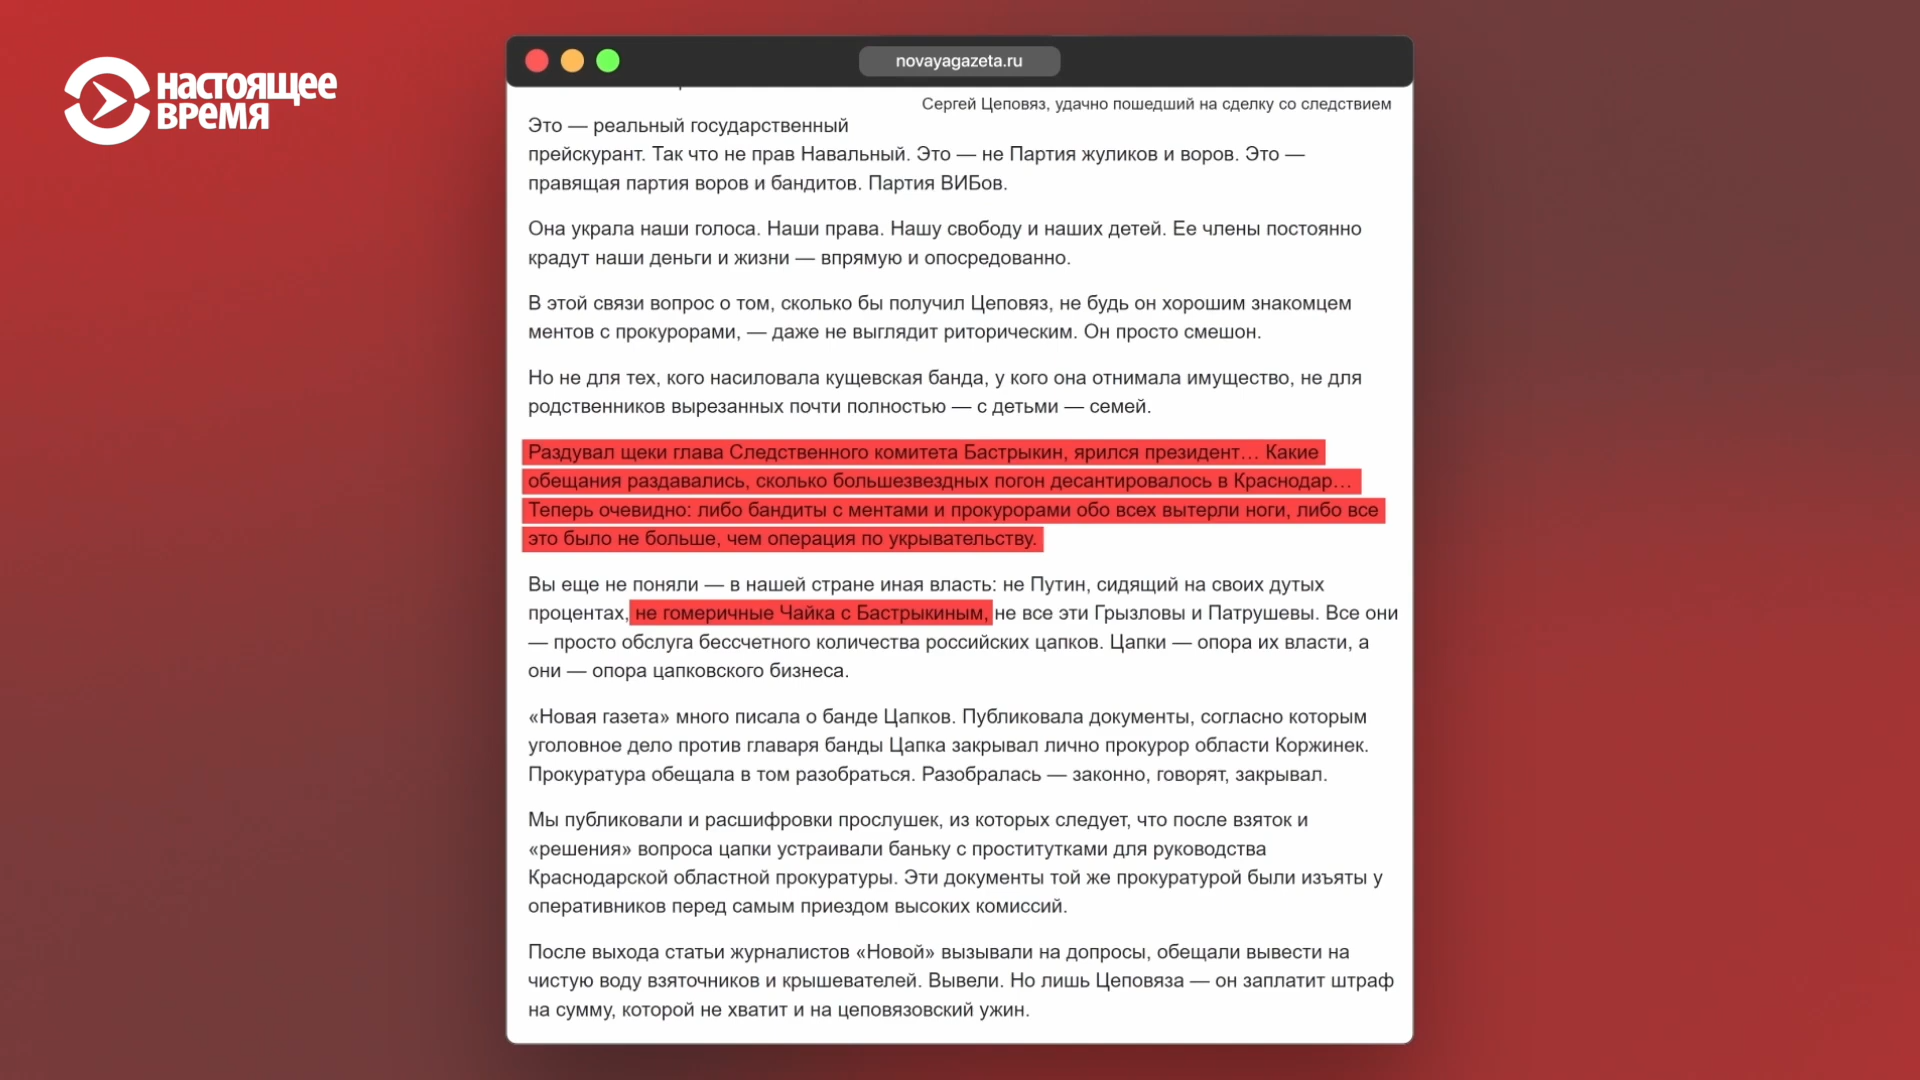 настоящее
время
novayagazeta.ru
Сергей Цеповяз, удачно пошедший на сделку со следствием
Это — реальный государственный
прейскурант. Так что не прав Навальный. Это — не Партия жуликов и воров. Это —
правящая партия воров и бандитов. Партия ВИБов.
Она украла наши голоса. Наши права. Нашу свободу и наших детей. Ее члены постоянно
крадут наши деньги и жизни — впрямую и опосредованно.
В этой связи вопрос о том, сколько бы получил Цеповяз, не будь он хорошим знакомцем
ментов с прокурорами, — даже не выглядит риторическим. Он просто смешон.
Но не для тех, кого насиловала кущевская банда, у кого она отнимала имущество, не для
родственников вырезанных почти полностью — с детьми — семей.
Раздувал щеки глава Следственного комитета Бастрыкин, ярился президент… Какие
обещания раздавались, сколько большезвездных погон десантировалось в Краснодар…
Теперь очевидно: либо бандиты с ментами и прокурорами обо всех вытерли ноги, либо все
это было не больше, чем операция по укрывательству.
Вы еще не поняли — в нашей стране иная власть: не Путин, сидящий на своих дутых
процентах, не гомеричные Чайка с Бастрыкиным, не все эти Грызловы и Патрушевы. Все они
— просто обслуга бессчетного количества российских цапков. Цапки — опора их власти, а
они — опора цапковского бизнеса.
«Новая газета» много писала о банде Цапков. Публиковала документы, согласно которым
уголовное дело против главаря банды Цапка закрывал лично прокурор области Коржинек.
Прокуратура обещала в том разобраться. Разобралась — законно, говорят, закрывал.
Мы публиковали и расшифровки прослушек, из которых следует, что после взяток и
«решения» вопроса цапки устраивали баньку с проститутками для руководства
Краснодарской областной прокуратуры. Эти документы той же прокуратурой были изъяты у
оперативников перед самым приездом высоких комиссий.
После выхода статьи журналистов «Новой» вызывали на допросы, обещали вывести на
чистую воду взяточников и крышевателей. Вывели. Но лишь Цеповяза — он заплатит штраф
на сумму, которой не хватит и на цеповязовский ужин.